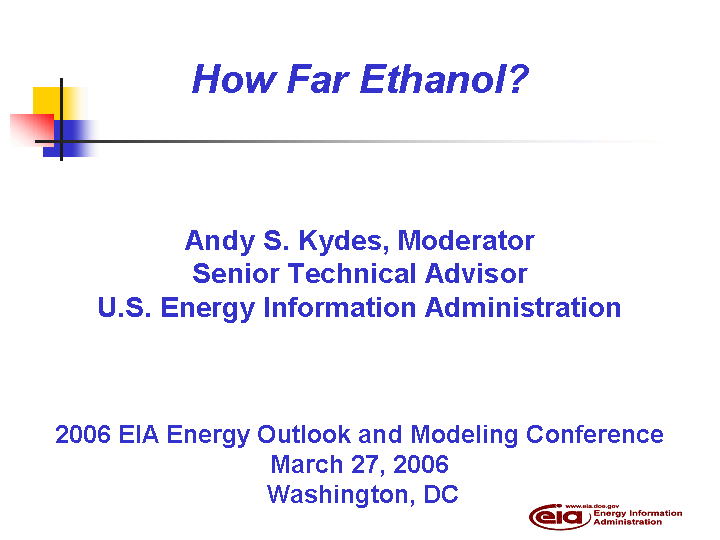 How Far Ethanol?
Andy S. Kydes, Moderator
Senior Technical Advisor
U.S. Energy Information Administration
2006 EIA Energy Outlook and Modeling Conference
March 27, 2006
Washington, DC
www.eia.doe.gov
eia
Energy Information
Administration